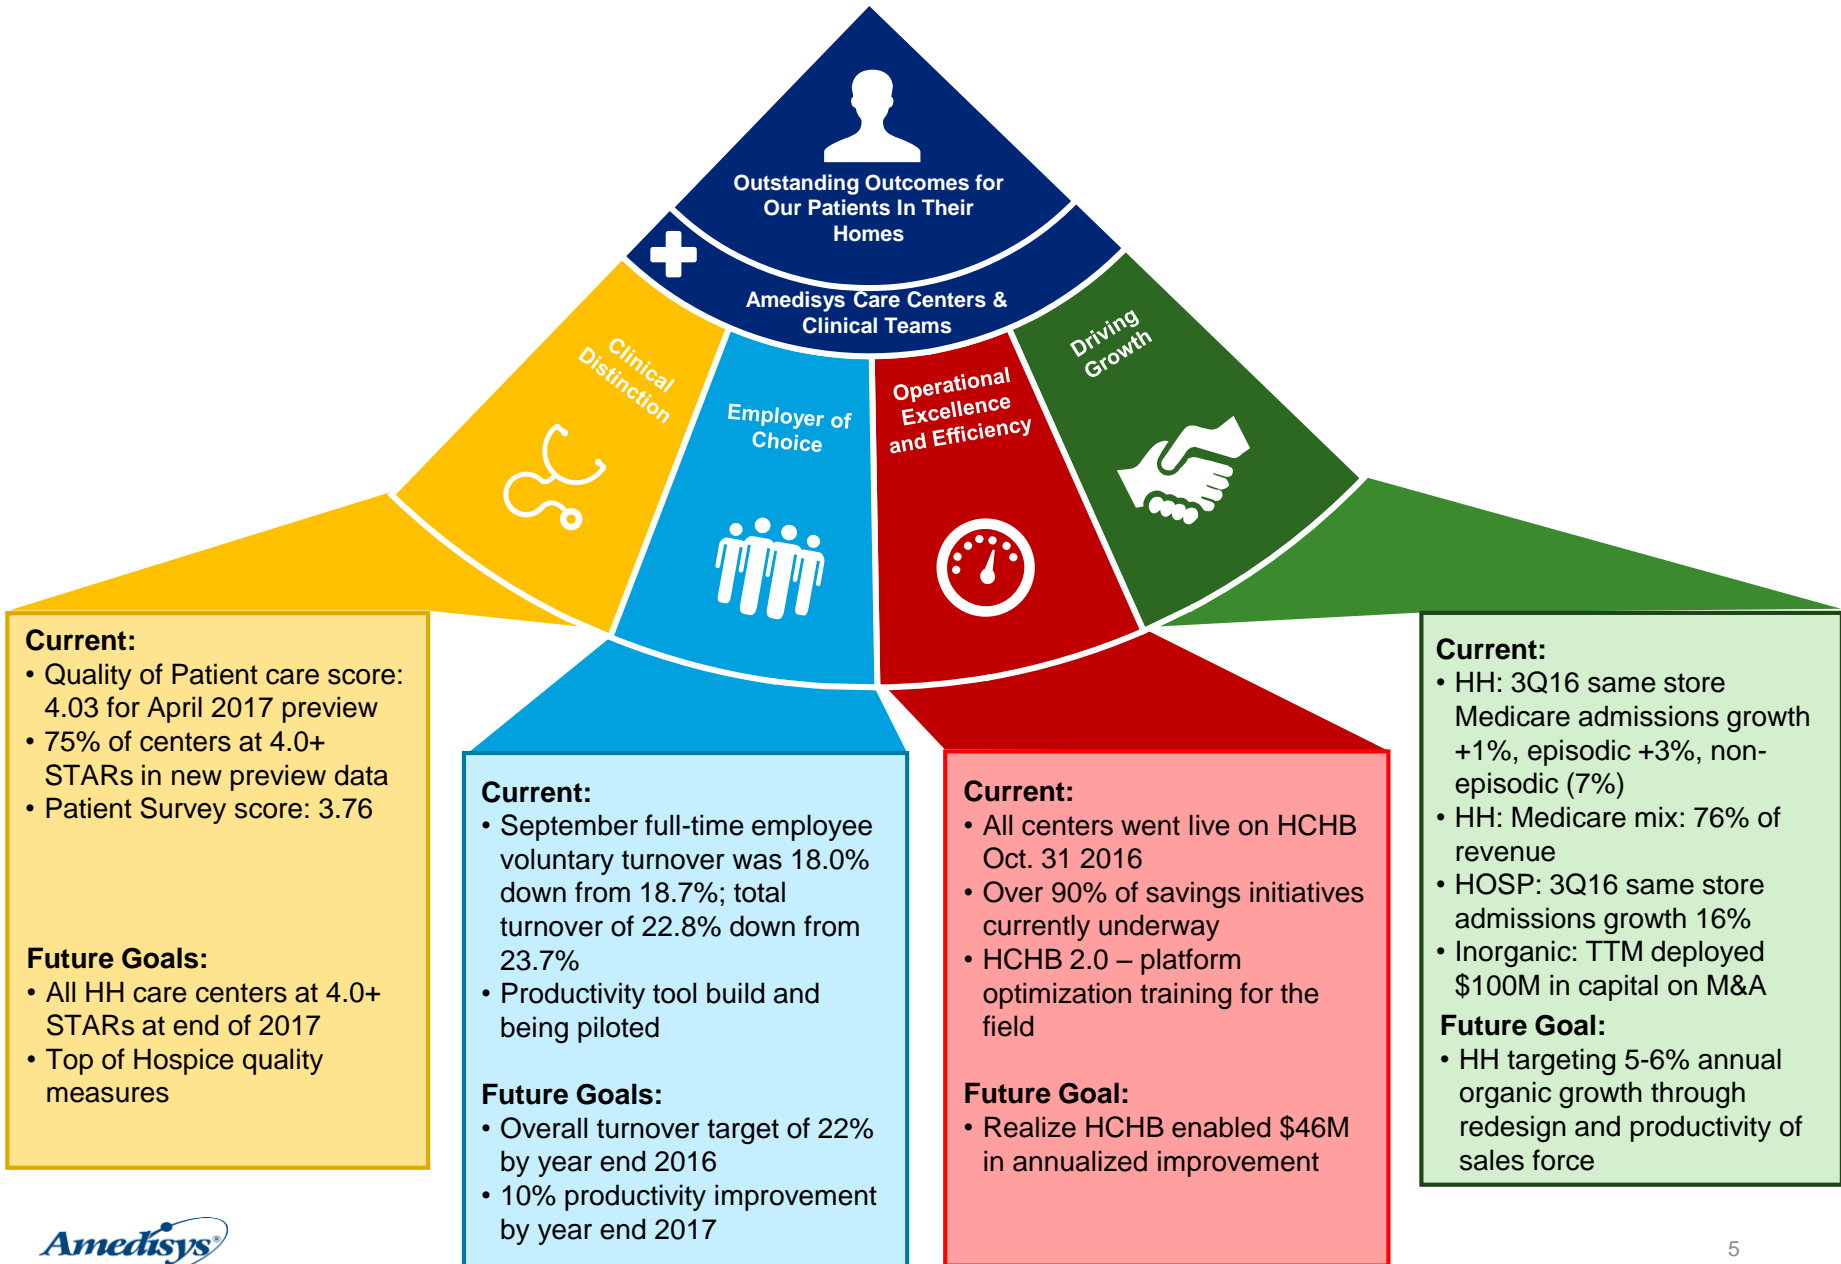 Outstanding Outcomes for
Our Patients In Their
Homes
Amedisys Care Centers &
Clinical Teams
Clinical
Distinction
Employer of
Choice
Operational
Excellence
and Efficiency
Driving
Growth
Current:
• Quality of Patient care score:
4.03 for April 2017 preview
• 75% of centers at 4.0+
STARs in new preview data
• Patient Survey score: 3.76
Future Goals:
• All HH care centers at 4.0+
STARs at end of 2017
• Top of Hospice quality
measures
Current:
• September full-time employee
voluntary turnover was 18.0%
down from 18.7%; total
turnover of 22.8% down from
23.7%
• Productivity tool build and
being piloted
Future Goals:
• Overall turnover target of 22%
by year end 2016
• 10% productivity improvement
by year end 2017
Current:
• All centers went live on HCHB
Oct. 31 2016
• Over 90% of savings initiatives
currently underway
• HCHB 2.0 – platform
optimization training for the
field
Future Goal:
• Realize HCHB enabled $46M
in annualized improvement
Current:
• HH: 3Q16 same store
Medicare admissions growth
+1%, episodic +3%, non-
episodic (7%)
• HH: Medicare mix: 76% of
revenue
• HOSP: 3Q16 same store
admissions growth 16%
• Inorganic: TTM deployed
$100M in capital on M&A
Future Goal:
• HH targeting 5-6% annual
organic growth through
redesign and productivity of
sales force
Amedisys®
5